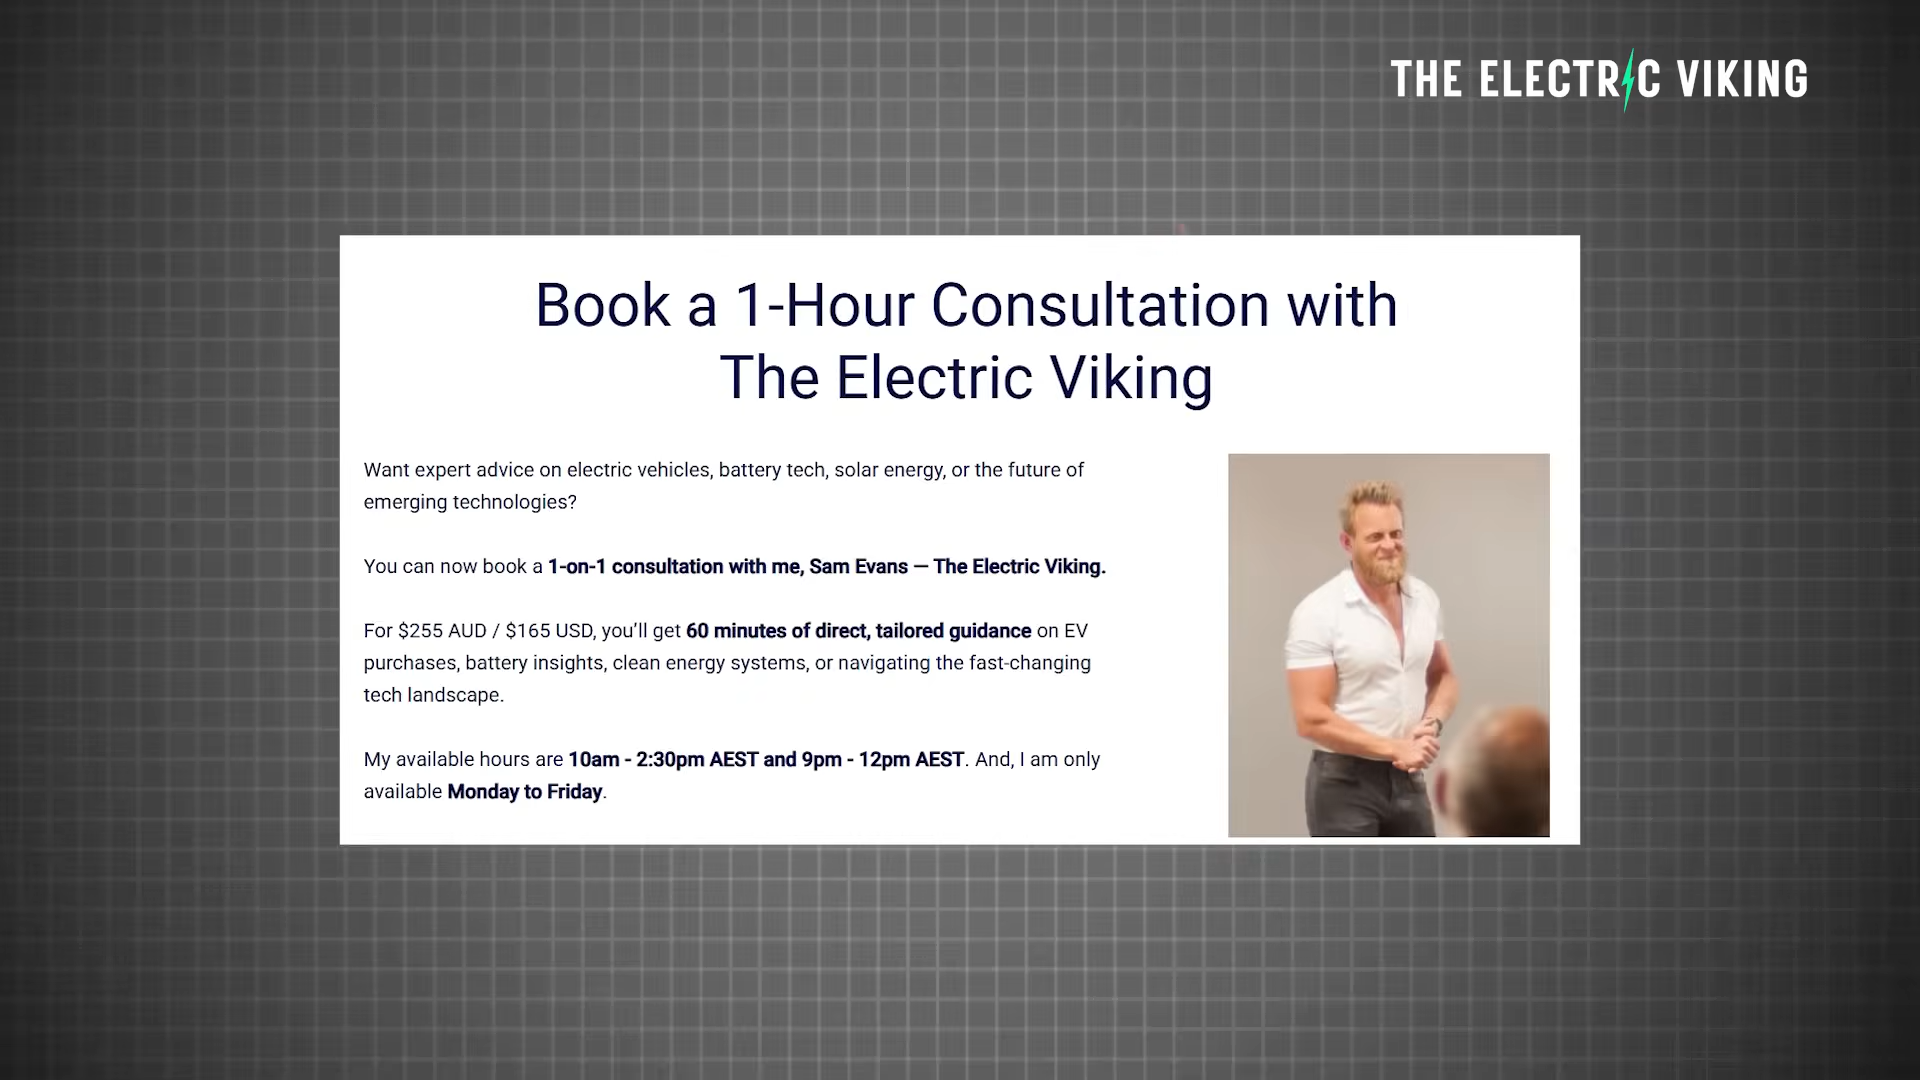 THE ELECTRIC VIKING
Book a 1-Hour Consultation with
The Electric Viking
Want expert advice on electric vehicles, battery tech, solar energy, or the future of
emerging technologies?
You can now book a 1-on-1 consultation with me, Sam Evans — The Electric Viking.
For $255 AUD / $165 USD, you’ll get 60 minutes of direct, tailored guidance on EV
purchases, battery insights, clean energy systems, or navigating the fast-changing
tech landscape.
My available hours are 10am - 2:30pm AEST and 9pm - 12pm AEST. And, I am only
available Monday to Friday.